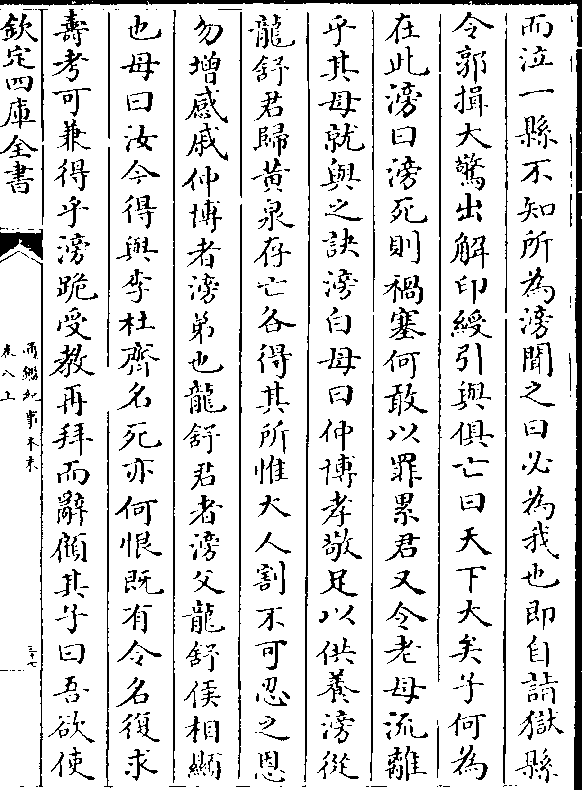 而泣一縣不知所為滂聞之曰必為我也即自詣獄縣
令郭揖大驚出解印綬引與俱亡曰天下大矣子何為
在此滂曰滂死則禍塞何敢以罪累君又令老母流離
乎其母就與之訣滂白母曰仲博孝敬足以供養滂從
龍舒君歸黃泉存亡各得其所惟大人割不可忍之恩
勿增感戚仲博者滂弟也龍舒君者滂父龍舒侯相顯
也母曰汝今得與李杜齊名死亦何恨既有令名復求
壽考可兼得乎滂跪受教再拜而辭顧其子曰吾欲使
欽定四庫全書
通鑑紀事本末
卷八上
三十七